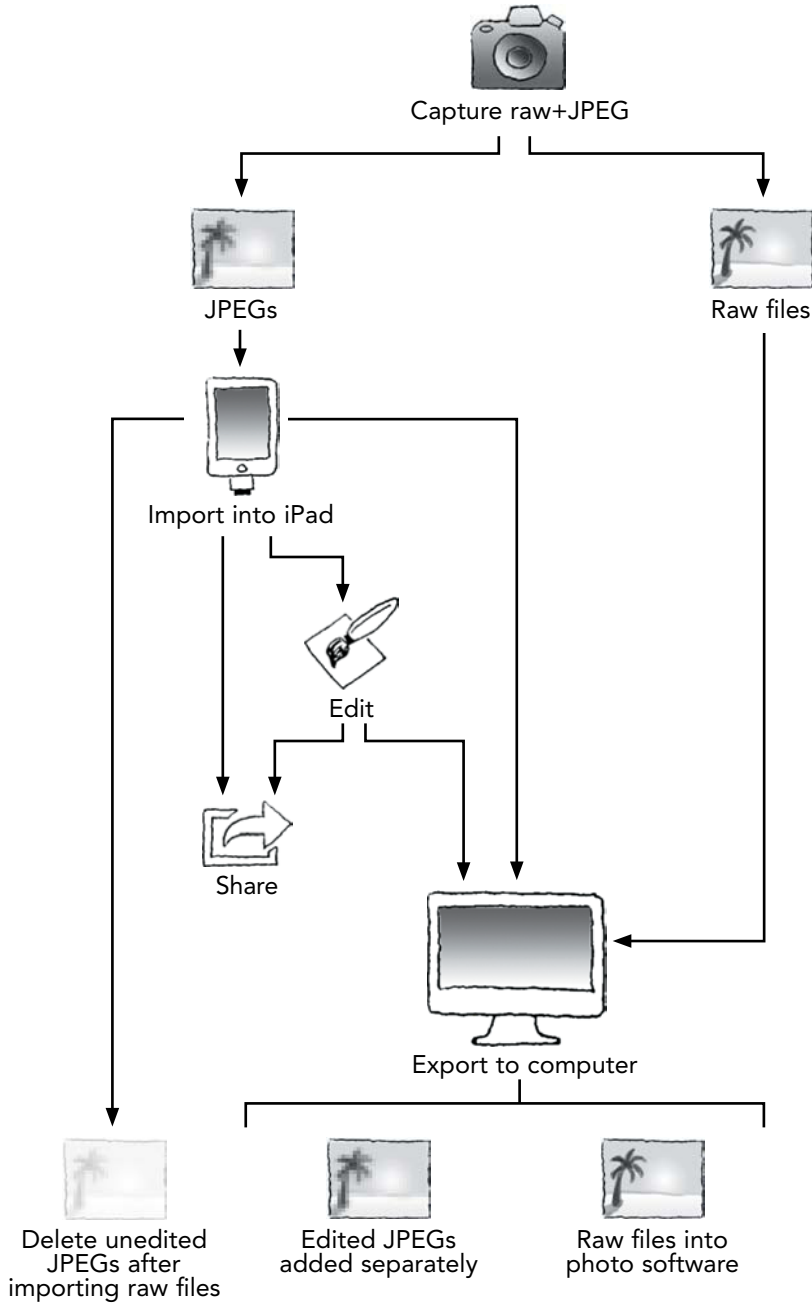 Capture raw+JPEG
JPEGs
Raw files
Import into iPad
Edit
Share
Export to computer
Delete unedited
JPEGs after
importing raw files
Edited JPEGs
added separately
Raw files into
photo software